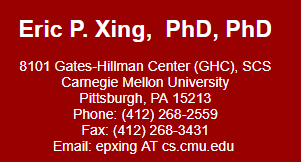 Eric P. Xing, PhD, PhD
8101 Gates-Hillman Center (GHC), SCS
Carnegie Mellon University
Pittsburgh, PA 15213
Phone: (412) 268-2559
Fax: (412) 268-3431
Email: epxing AT cs.cmu.edu